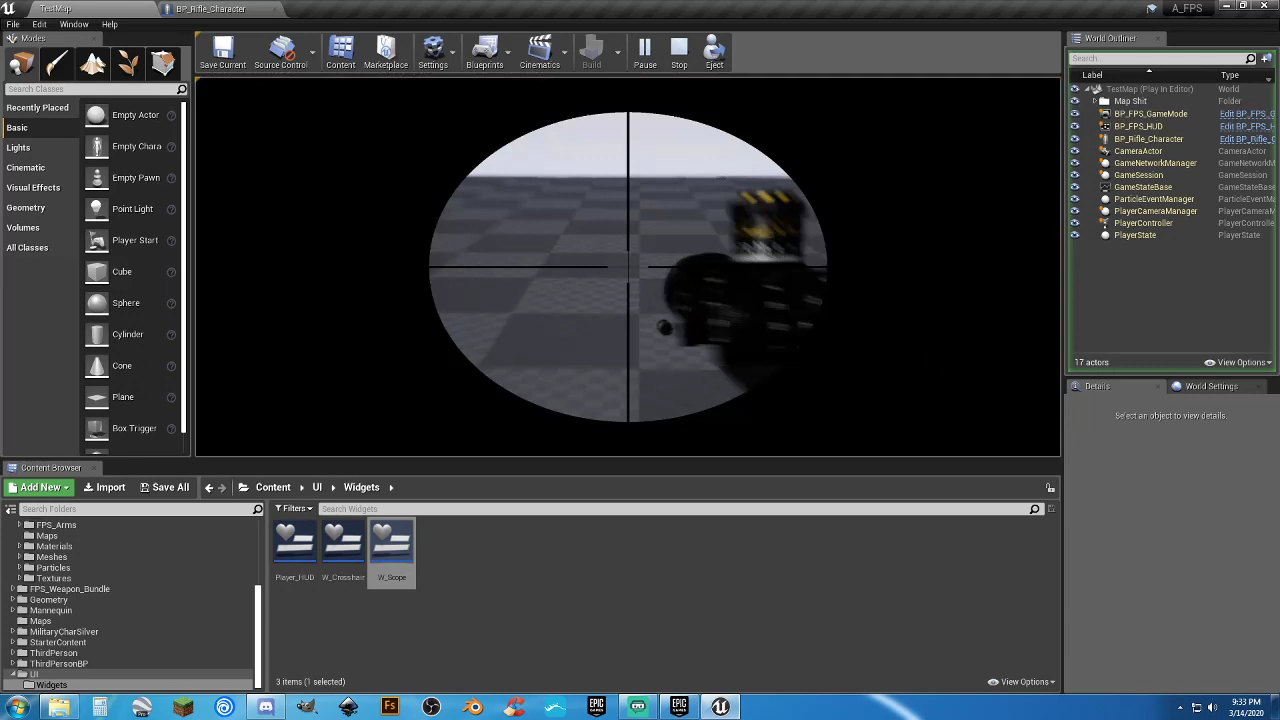 TestMap
BP_Rifle_Character
A_FPS
File Edit Window Help
Modes
Search Classes
Recently Placed
Basic
Lights
Cinematic
Visual Effects
Geometry
Volumes
All Classes
Empty Actor
Empty Chara
Empty Pawn
Point Light
Player Start
Cube
Sphere
Cylinder
Cone
Plane
Box Trigger
Save Current
Source Control
Content
Marketplace
Settings
Blueprints
Cinematics
Build
Pause
Stop
Eject
World Outliner
Search...
Label Type
TestMap (Play In Editor) World
Map Shit Folder
BP_FPS_GameMode Edit BP_FPS_G
BP_FPS_HUD Edit BP_FPS_H
BP_Rifle_Character Edit BP_Rifle_C
CameraActor CameraActor
GameNetworkManager GameNetworkM
GameSession GameSession
GameStateBase GameStateBase
ParticleEventManager ParticleEventM
PlayerCameraManager PlayerCameraM
PlayerController PlayerControlle
PlayerState PlayerState
17 actors View Options
Details World Settings
Select an object to view details.
Content Browser
Add New Import Save All Content UI Widgets
Search Folders
Filters Search Widgets
FPS_Arms
Maps
Materials
Meshes
Particles
Textures
FPS_Weapon_Bundle
Geometry
Mannequin
Maps
MilitaryCharSilver
StarterContent
ThirdPerson
ThirdPersonBP
UI
Widgets
Player_HUD W_Crosshair W_Scope
3 items (1 selected) View Options
Pro
Fs
EPIC
GAMES
EPIC
GAMES
9:33 PM
3/14/2020